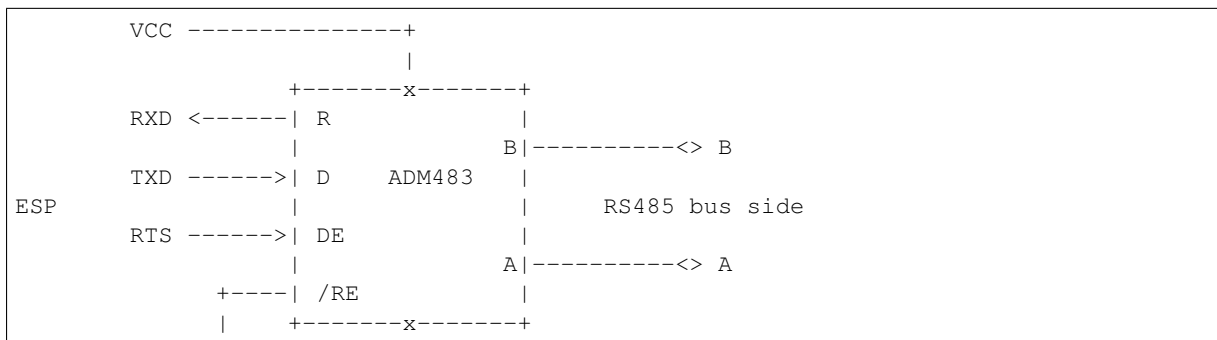 VCC ---------------+
                           |
                   +-------x-------+
        RXD <------| R             |
                   |              B|----------<> B
        TXD ------>| D    ADM483   |
ESP                |               |     RS485 bus side
        RTS ------>| DE            |
                   |              A|----------<> A
              +----| /RE           |
              |    +-------x-------+